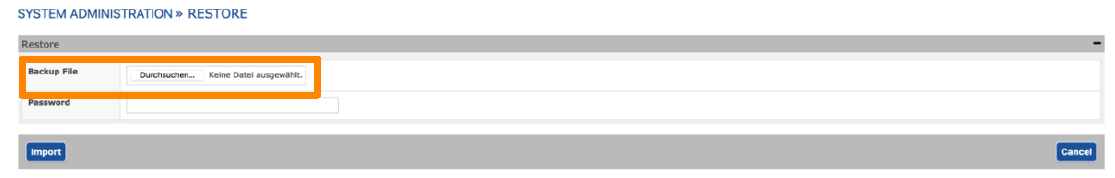 SYSTEM ADMINISTRATION » RESTORE
Restore
Backup File Durchsuchen... Keine Datei ausgewählt.
Password
Import Cancel